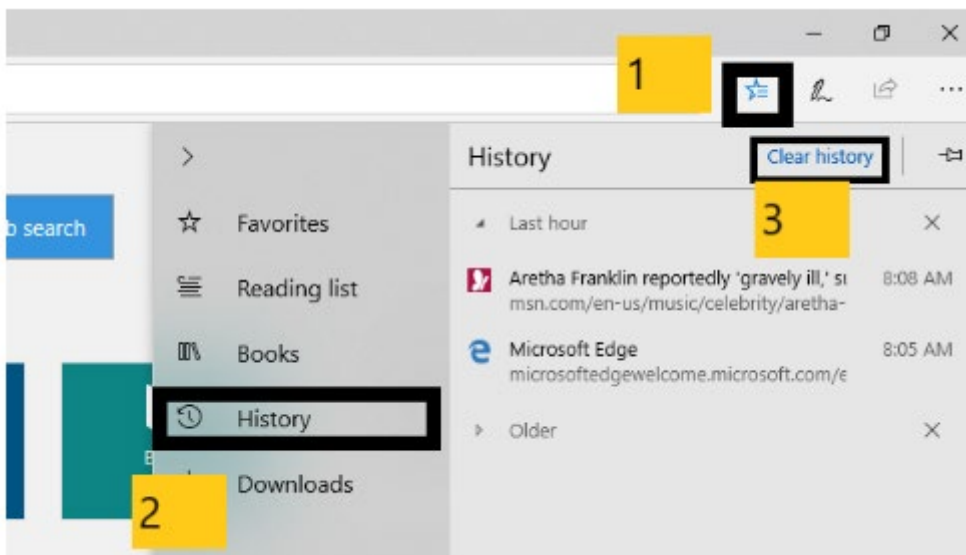 1
History
Clear history
b search
Favorites
Reading list
Books
History
Downloads
2
3
Last hour
Aretha Franklin reportedly 'gravely ill,'
8:08 AM
msn.com/en-us/music/celebrity/aretha-
Microsoft Edge
8:05 AM
microsoftedgewelcome.microsoft.com/e
Older